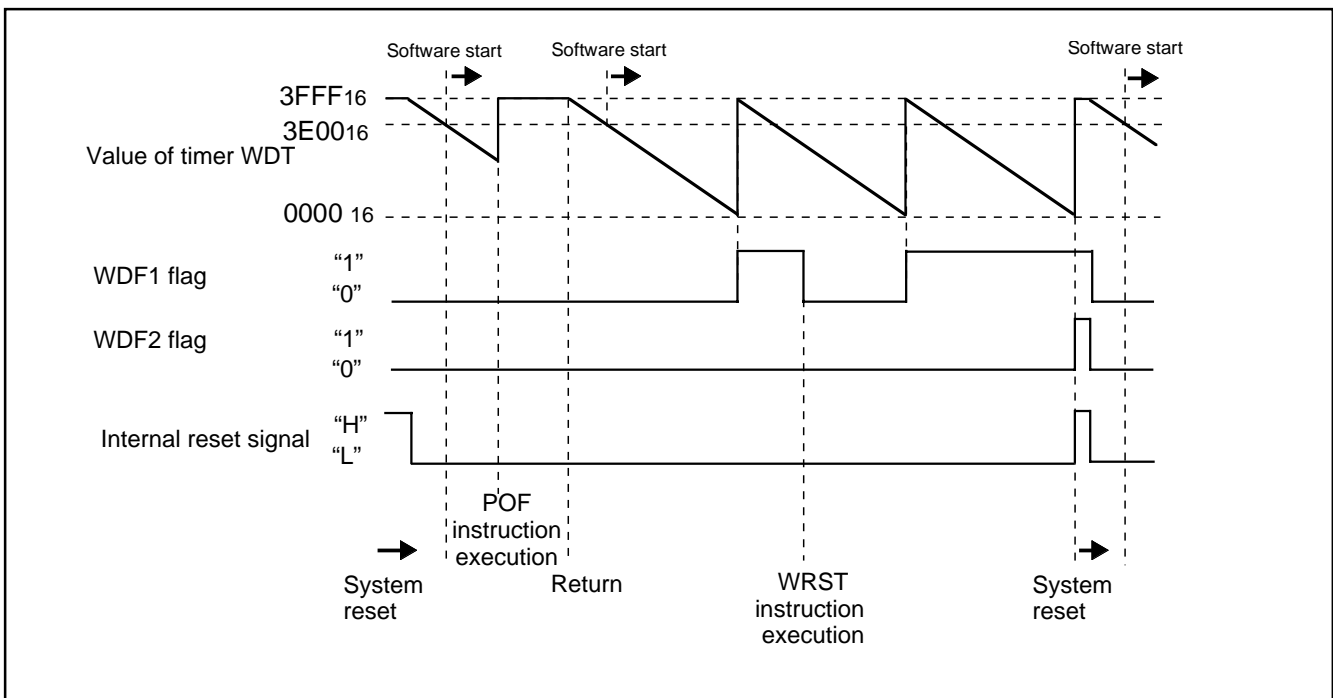 Software start
Software start
Software start
3FFF16
3E0016
Value of timer WDT
0000 16
WDF1 flag
“1”
“0”
WDF2 flag
“1”
“0”
Internal reset signal
“H”
“L”
POF
instruction
execution
System
reset
Return
WRST
instruction
execution
System
reset